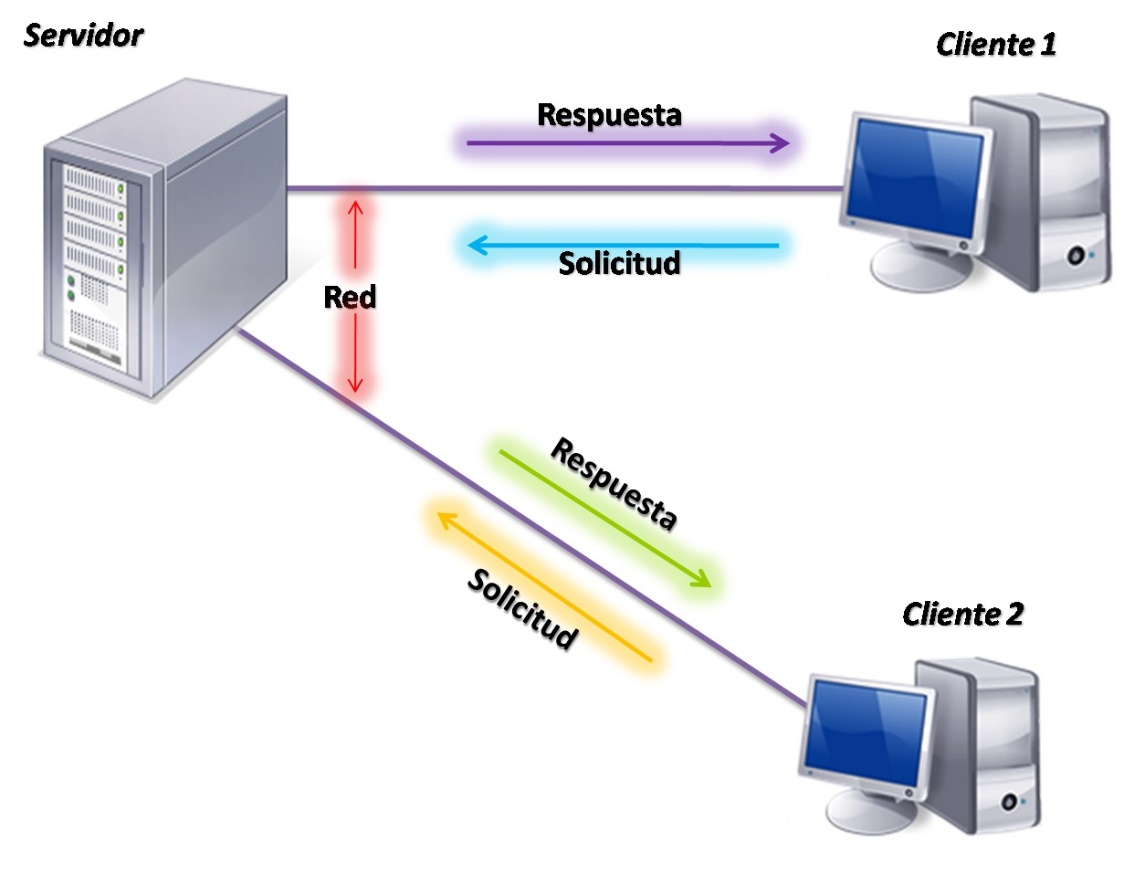 Servidor
Cliente 1
Respuesta
Solicitud
Red
Respuesta
Solicitud
Cliente 2